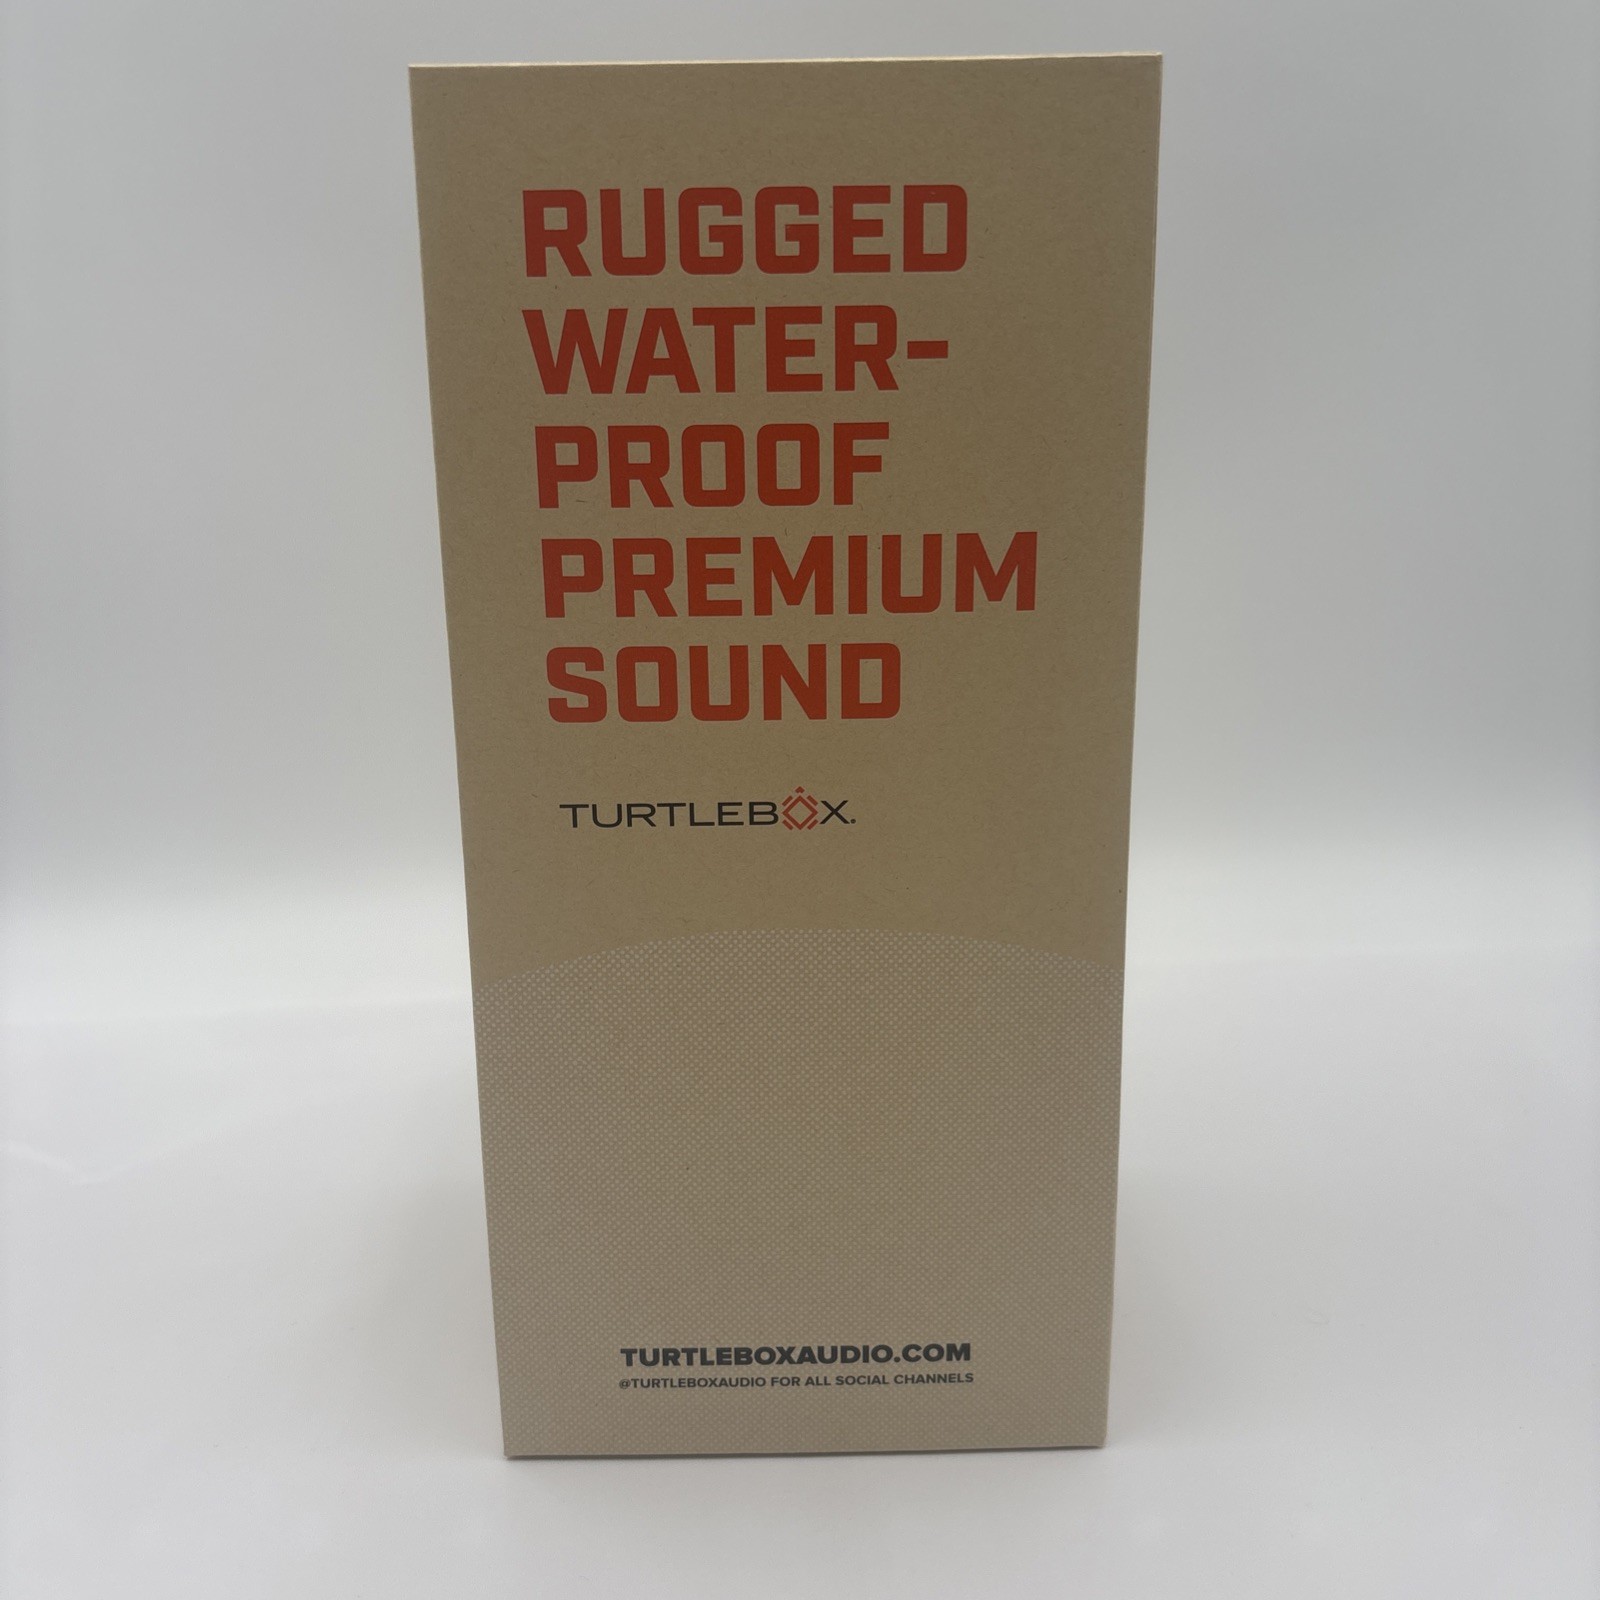 RUGGED
WATER-
PROOF
PREMIUM
SOUND
TURTLEBOX.
TURTLEBOXAUDIO.COM
@TURTLEBOXAUDIO FOR ALL SOCIAL CHANNELS